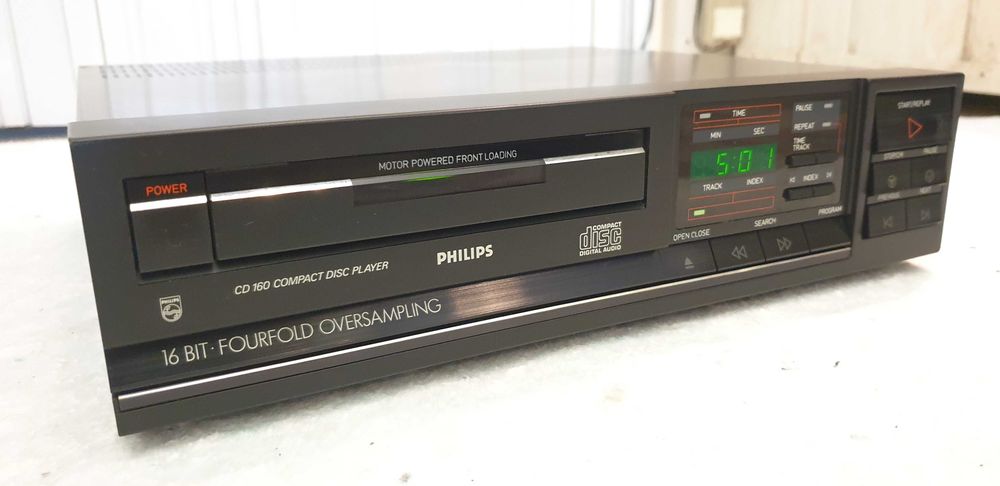 MOTOR POWERED FRONT LOADING
POWER
CD 160 COMPACT DISC PLAYER
PHILIPS
COMPACT
disc
DIGITAL AUDIO
PHILIPS
16 BIT · FOURFOLD OVERSAMPLING
TIME
MIN SEC
5:01
TRACK INDEX
PAUSE
REPEAT
TIME
TRACK
INDEX
PROGRAM
SEARCH
OPEN CLOSE
START/REPLAY
STOP/CM PAUSE
NEXT